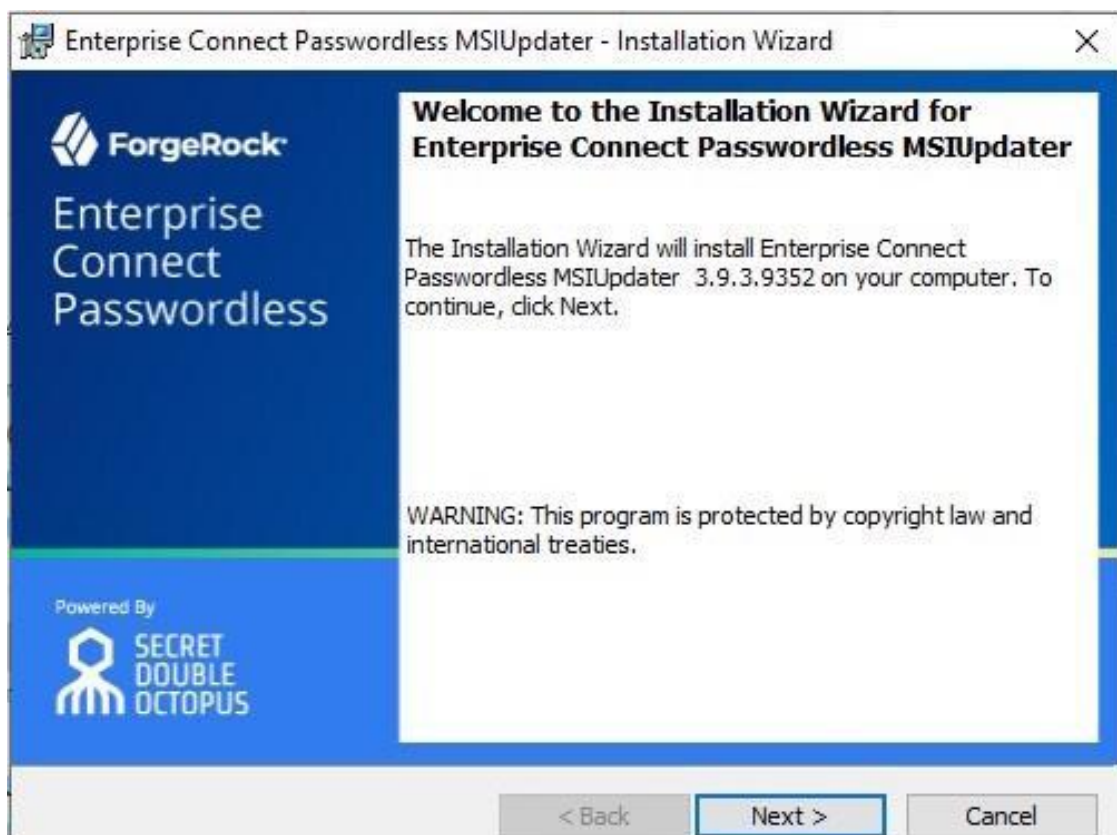 Enterprise Connect Passwordless MSIUpdater - Installation Wizard
ForgeRock
Enterprise
Connect
Passwordless
Welcome to the Installation Wizard for
Enterprise Connect Passwordless MSIUpdater
The Installation Wizard will install Enterprise Connect
Passwordless MSIUpdater 3.9.3.9352 on your computer. To
continue, click Next.
WARNING: This program is protected by copyright law and
international treaties.
Powered By
SECRET
DOUBLE
OCTOPUS
< Back
Next >
Cancel